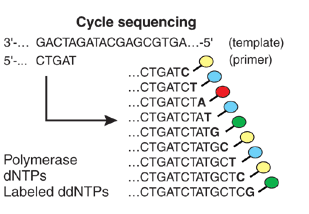 Cycle sequencing
3'-... GACTAGATACGAGCGTGA...-5' (template)
5'-... CTGAT (primer)
...CTGATC
...CTGATCT
...CTGATCTA
...CTGATCTAT
...CTGATCTATG
...CTGATCTATGC
...CTGATCTATGCT
...CTGATCTATGCTC
...CTGATCTATGCTCG
Polymerase
dNTPs
Labeled ddNTPs